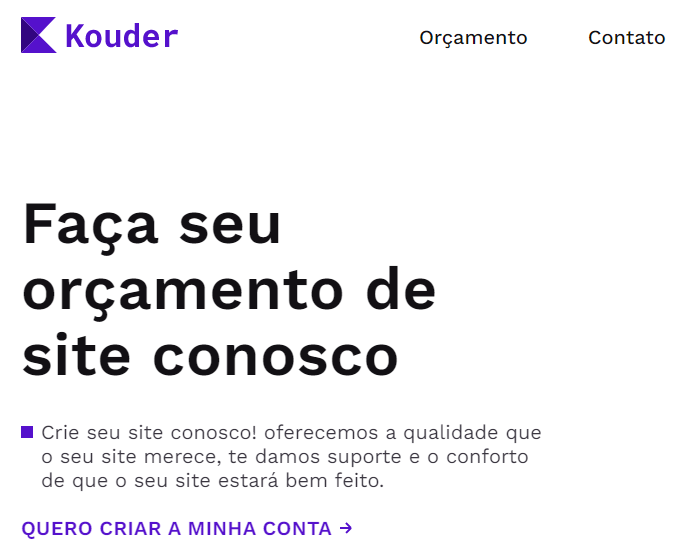 Kouder
Orçamento
Contato
Faça seu
orçamento de
site conosco
Crie seu site conosco! oferecemos a qualidade que
o seu site merece, te damos suporte e o conforto
de que o seu site estará bem feito.
QUERO CRIAR A MINHA CONTA →